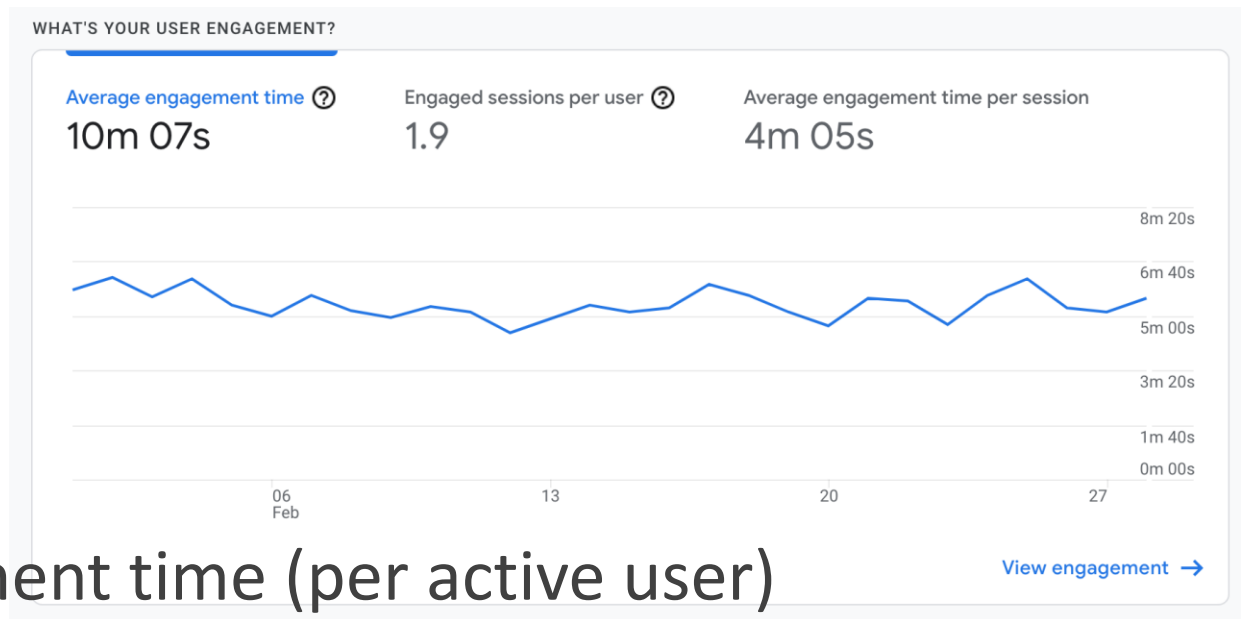 WHAT'S YOUR USER ENGAGEMENT?
Average engagement time
Engaged sessions per user
Average engagement time per session
10m 07s
1.9
4m 05s
8m 20s
6m 40s
5m 00s
3m 20s
1m 40s
0m 00s
06
Feb
13
20
27
View engagement →
time (per active user)